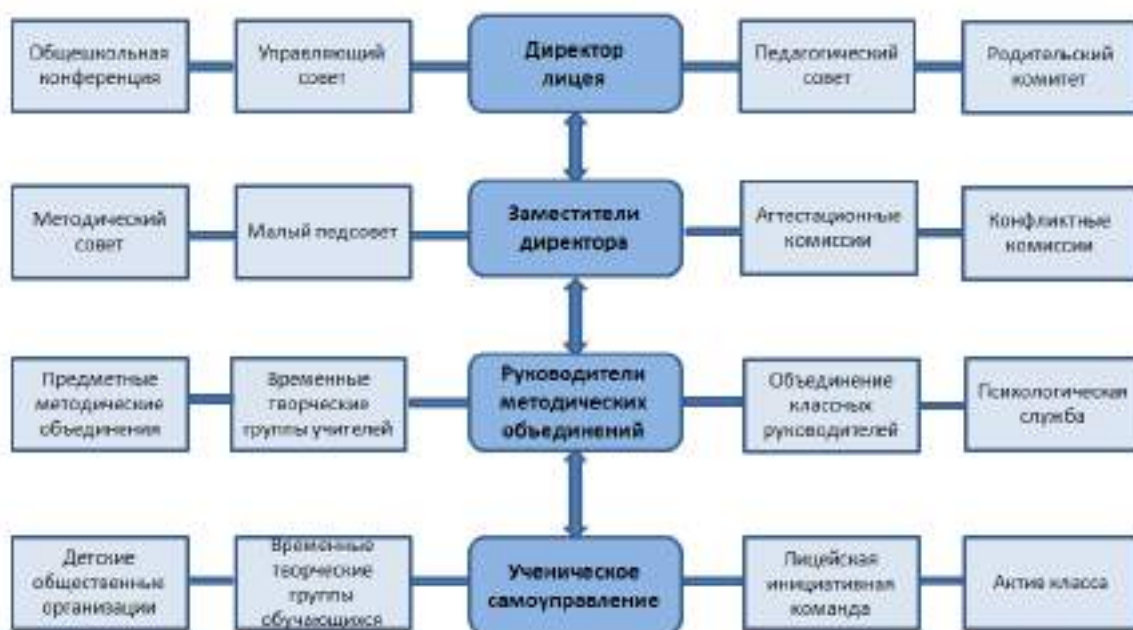 Общешкольная
конференция
Управляющий
совет
Директор
лицея
Педагогический
совет
Родительский
комитет
Методический
совет
Малый педсовет
Заместители
директора
Аттестационные
комиссии
Конфликтные
комиссии
Предметные
методические
объединения
Временные
творческие
группы учителей
Руководители
методических
объединений
Объединение
классных
руководителей
Психологическая
служба
Детские
общественные
организации
Временные
творческие
группы
обучающихся
Ученическое
самоуправление
Лицейская
инициативная
команда
Актив класса